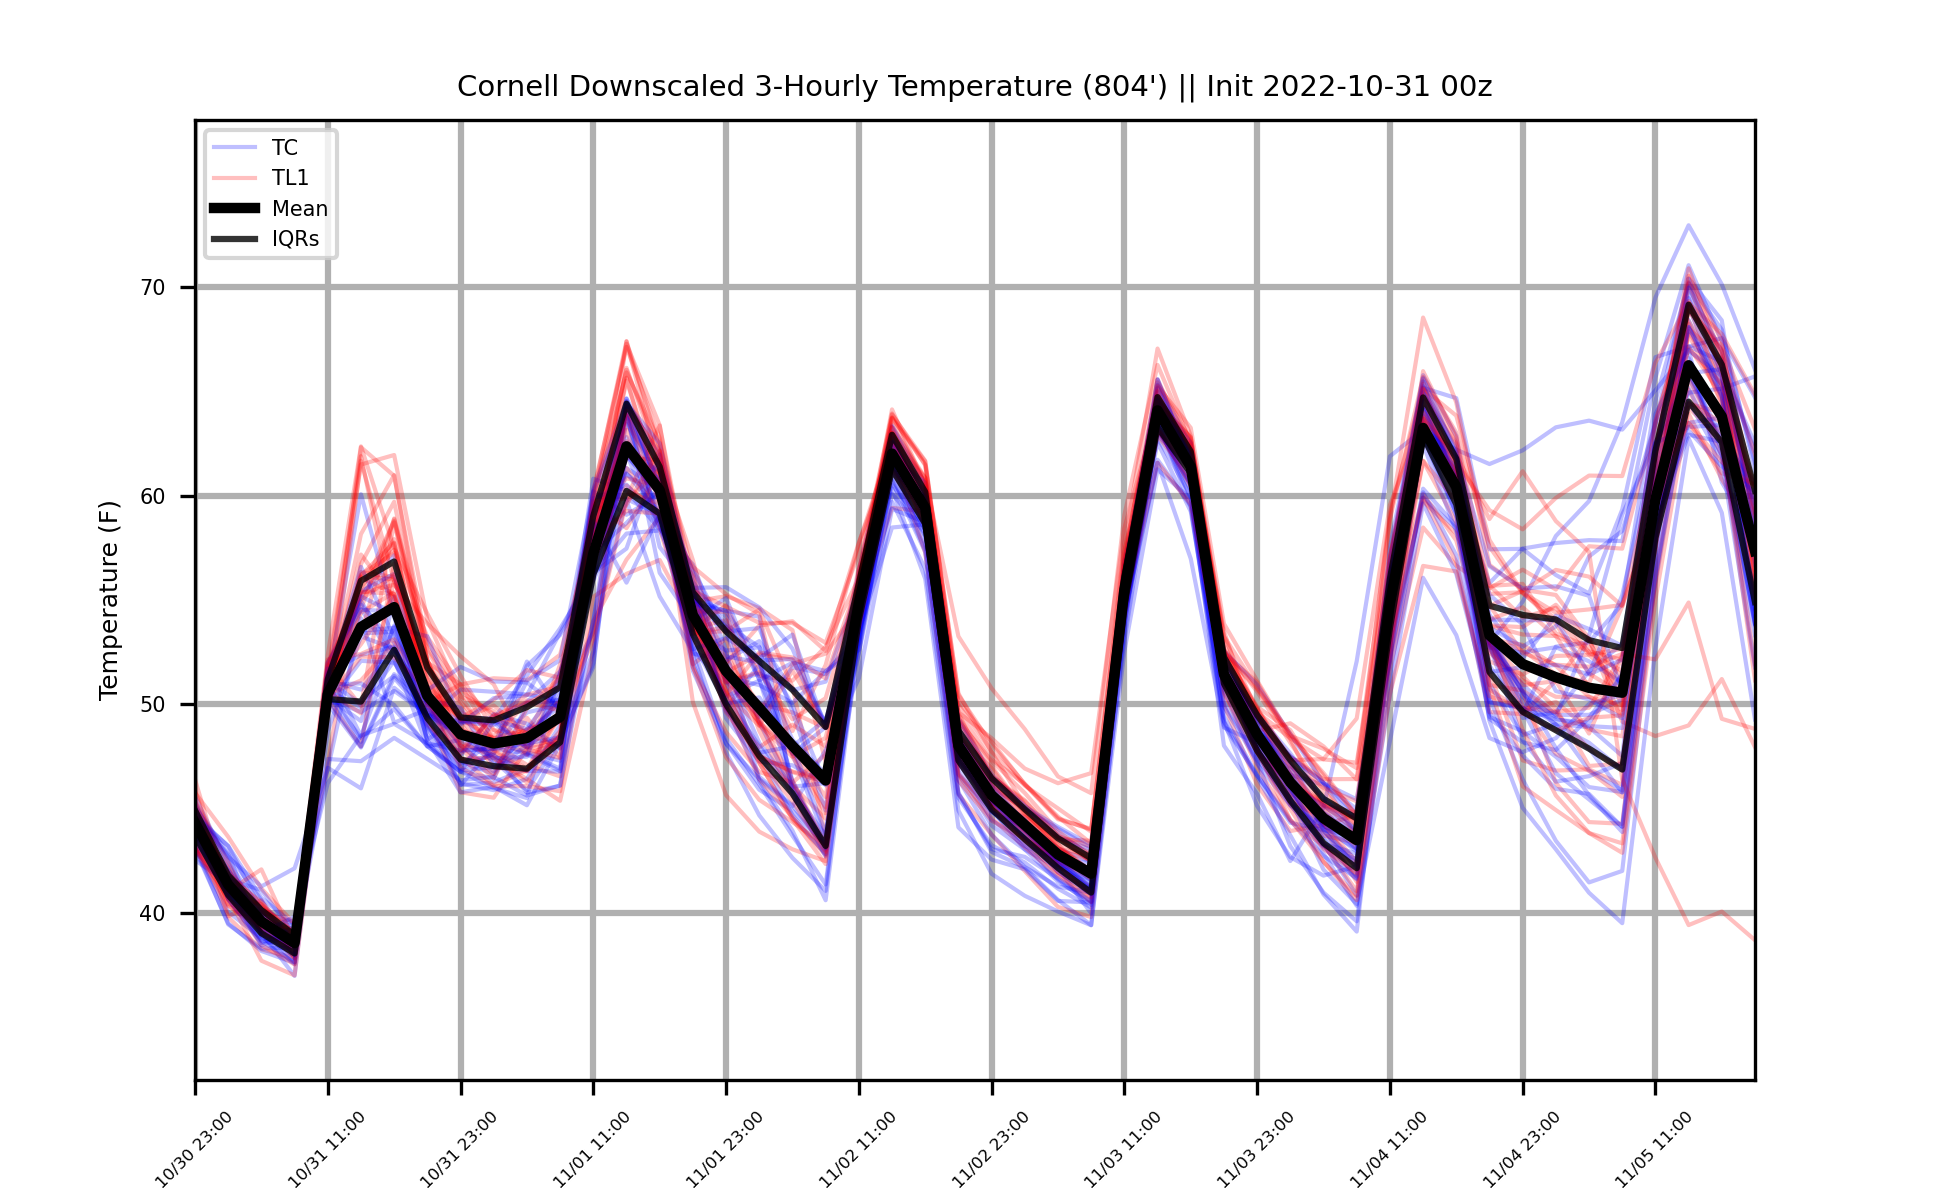 Cornell Downscaled 3-Hourly Temperature (804') || Init 2022-10-31 00z
TC
TL1
Mean
IQRs
Temperature (F)
70
60
50
40
10/30 23:00
10/31 11:00
10/31 23:00
11/01 11:00
11/01 23:00
11/02 11:00
11/02 23:00
11/03 11:00
11/03 23:00
11/04 11:00
11/04 23:00
11/05 11:00